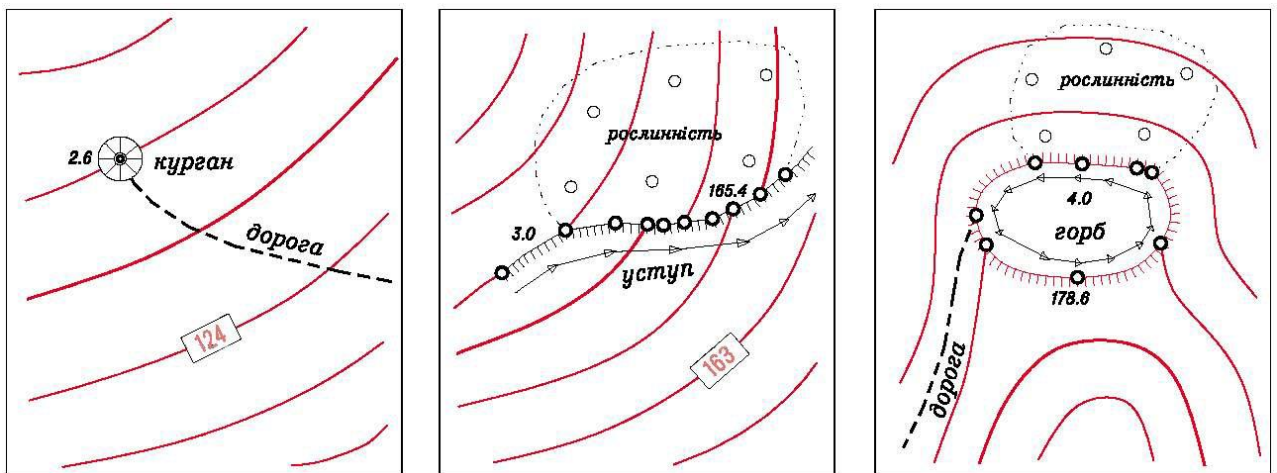 2.6
курган
дорога
124
рослинність
165.4
3.0
уступ
163
рослинність
4.0
горб
178.6
дорога